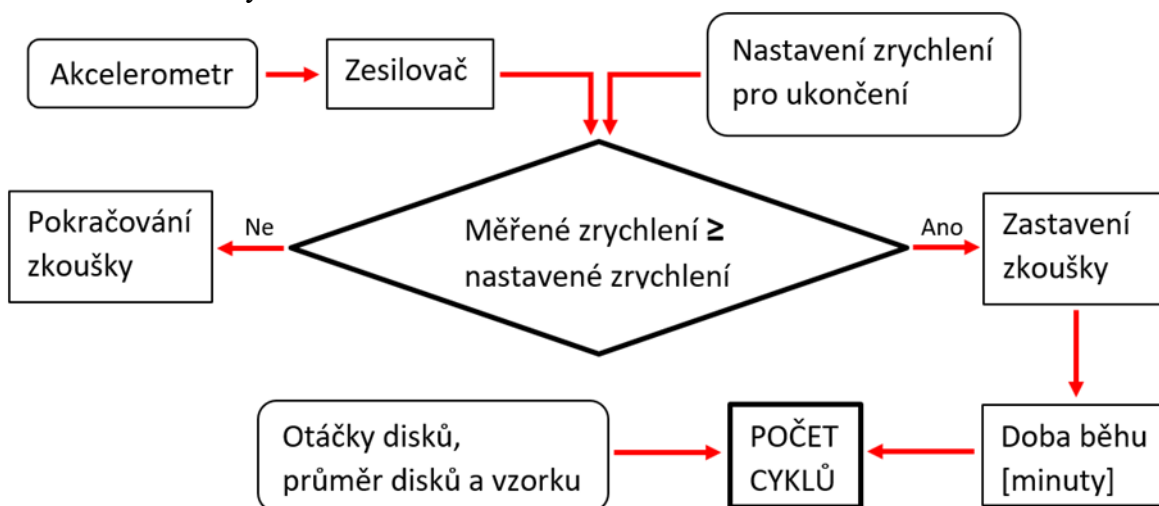 Akcelerometr
Zesilovač
Nastavení zrychlení
pro ukončení
Pokračování
zkoušky
Ne
Měřené zrychlení ≥
nastavené zrychlení
Ano
Zastavení
zkoušky
Otáčky disků,
průměr disků a vzorku
POČET
CYKLŮ
Doba běhu
[minuty]